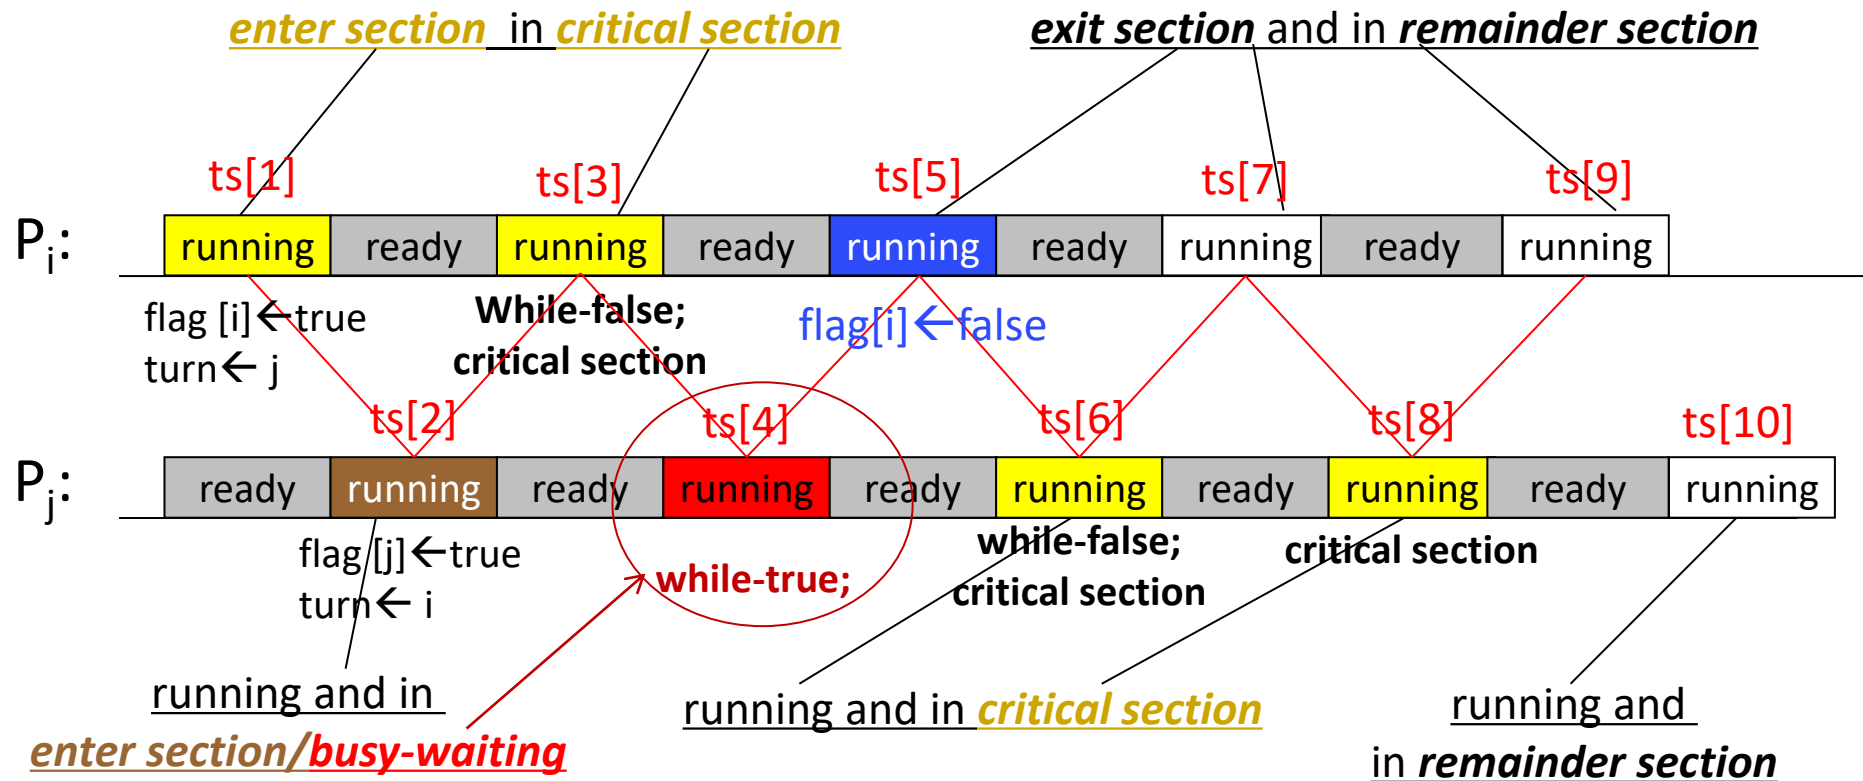 enter section in critical section
exit section and in remainder section
ts[1] ts[3] ts[5] ts[7] ts[9]
Pi: running ready running ready running ready running ready running
flag [i]←true
turn← j
While-false;
critical section
flag[i]←false
ts[2] ts[4] ts[6] ts[8] ts[10]
Pj: ready running ready running ready running ready running ready running
flag [j]←true
turn← i
while-true;
while-false;
critical section
critical section
running and in
enter section/busy-waiting
running and in critical section
running and
in remainder section